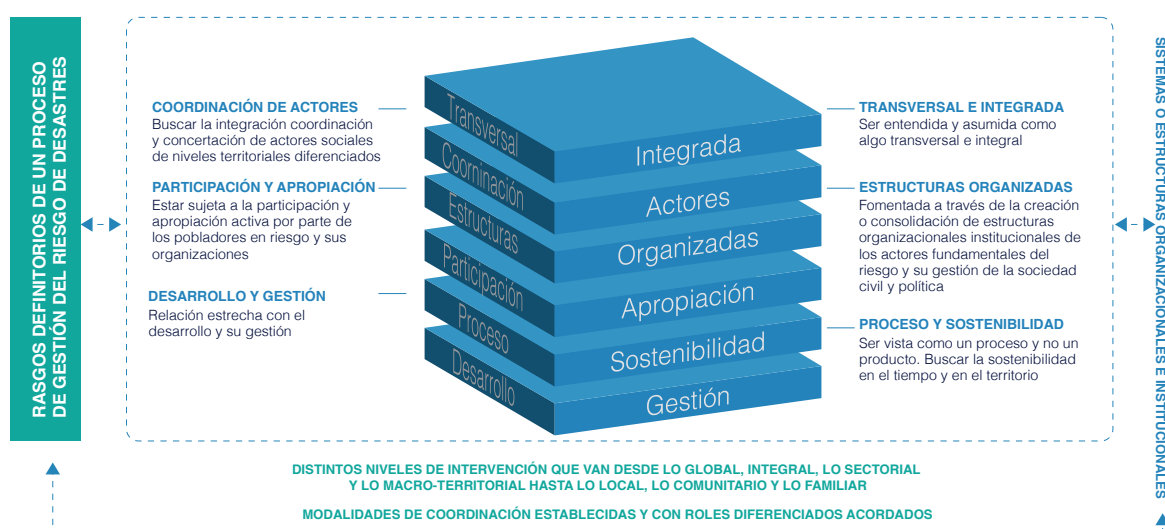 RASGOS DEFINITORIOS DE UN PROCESO
DE GESTIÓN DEL RIESGO DE DESASTRES
COORDINACIÓN DE ACTORES
Buscar la integración coordinación
y concertación de actores sociales
de niveles territoriales diferenciados
PARTICIPACIÓN Y APROPIACIÓN
Estar sujeta a la participación y
apropiación activa por parte de
los pobladores en riesgo y sus
organizaciones
DESARROLLO Y GESTIÓN
Relación estrecha con el
desarrollo y su gestión
Transversal
Integrada
Coorninación
Actores
Estructuras
Organizadas
Participación
Apropiación
Proceso
Sostenibilidad
Desarrollo
Gestión
TRANSVERSAL E INTEGRADA
Ser entendida y asumida como
algo transversal e integral
ESTRUCTURAS ORGANIZADAS
Fomentada a través de la creación
o consolidación de estructuras
organizacionales institucionales de
los actores fundamentales del
riesgo y su gestión de la sociedad
civil y política
PROCESO Y SOSTENIBILIDAD
Ser vista como un proceso y no un
producto. Buscar la sostenibilidad
en el tiempo y en el territorio
SISTEMAS O ESTRUCTURAS ORGANIZACIONALES E INSTITUCIONALES
DISTINTOS NIVELES DE INTERVENCIÓN QUE VAN DESDE LO GLOBAL, INTEGRAL, LO SECTORIAL
Y LO MACRO-TERRITORIAL HASTA LO LOCAL, LO COMUNITARIO Y LO FAMILIAR
MODALIDADES DE COORDINACIÓN ESTABLECIDAS Y CON ROLES DIFERENCIADOS ACORDADOS